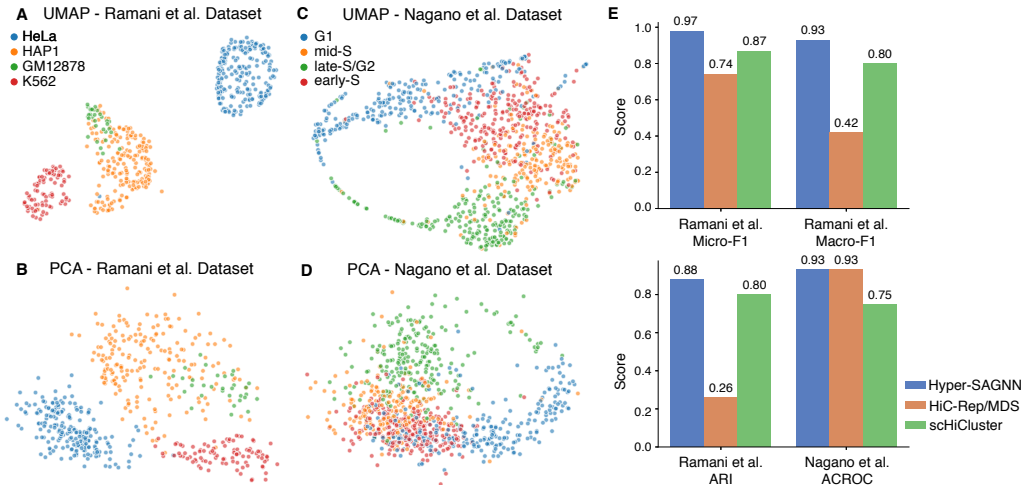 A UMAP - Ramani et al. Dataset
HeLa
HAP1
GM12878
K562
C UMAP - Nagano et al. Dataset
G1
mid-S
late-S/G2
early-S
B PCA - Ramani et al. Dataset
D PCA - Nagano et al. Dataset
E
Score
1.0
0.8
0.6
0.4
0.2
0.0
0.97
0.74
0.87
0.93
0.42
0.80
Ramani et al.
Micro-F1
Ramani et al.
Macro-F1
Score
0.8
0.6
0.4
0.2
0.0
0.88
0.26
0.80
0.93
0.93
0.75
Ramani et al.
ARI
Nagano et al.
ACROC
Hyper-SAGNN
HiC-Rep/MDS
scHiCluster